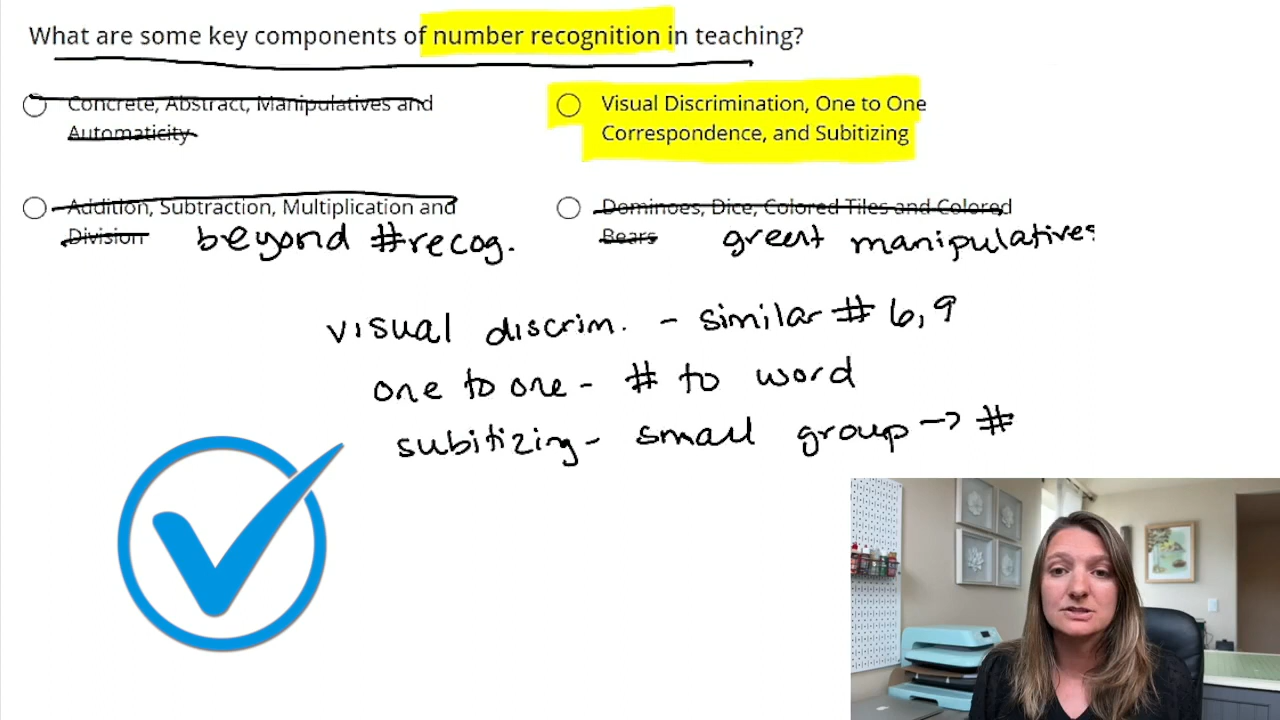 What are some key components of number recognition in teaching?
Concrete, Abstract, Manipulatives and
Automaticity
Visual Discrimination, One to One
Correspondence, and Subitizing
Addition, Subtraction, Multiplication and
Division
beyond #recog.
Dominoes, Dice, Colored Tiles and Colored
Bears
great manipulatives
visual discrim. - similar # 6, 9
one to one - # to word
subitizing - small group → #